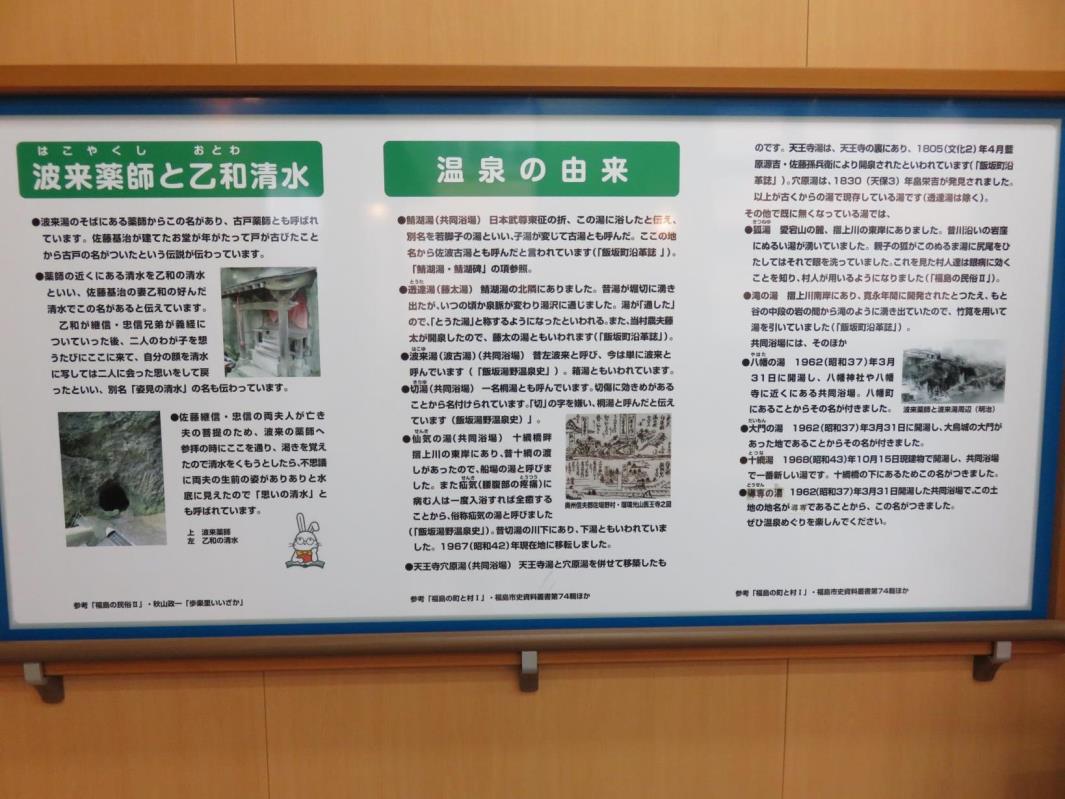 はこやくし　おとわ
波来薬師と乙和清水
●波来湯のそばにある薬師からこの名があり、古戸薬師とも呼ばれ
ています。佐藤基治が建てたお堂が年がたって戸が古びたこと
から古戸の名がついたという伝説が伝わっています。
●薬師の近くにある清水を乙和の清水
といい、佐藤基治の妻乙和の好んだ
清水でこの名があると伝えています。
乙和が継信・忠信兄弟が義経に
ついていった後、二人のわが子を想
うたびにここに来て、自分の顔を清水
に写しては二人に会った思いをして戻
ったといい、別名「姿見の清水」の名も伝わっています。
●佐藤継信・忠信の両夫人が亡き
夫の菩提のため、波来の薬師へ
参拝の時にここを通り、渇きを覚え
たので清水をくもうとしたら、不思議
に両夫の生前の姿がありありと水
底に見えたので「思いの清水」と
も呼ばれています。
上　波来薬師
左　乙和の清水
参考「福島の民俗Ⅱ」・秋山政一「歩楽里いいざか」
温泉の由来
●鯖湖湯（共同浴場）　日本武尊東征の折、この湯に浴したと伝え、
別名を若脚子の湯といい、子湯が変じて古湯とも呼んだ。ここの地
名から佐波古湯とも呼んだと言われています（「飯坂町沿革誌」）。
「鯖湖湯・鯖湖碑」の項参照。
とうた
●透達湯（藤太湯）　鯖湖湯の北隣にありました。昔湯が堀切に湧き
出たが、いつの頃か泉脈が変わり湯沢に通じました。湯が「通した」
ので、「とうた湯」と称するようになったといわれる。また、当村農夫藤
太が開泉したので、藤太の湯ともいわれます（「飯坂町沿革誌」）。
はこゆ
●波来湯（波古湯）（共同浴場）　昔左波来と呼び、今は単に波来と
呼んでいます（「飯坂湯野温泉史」）。箱湯ともいわれています。
きりゆ
●切湯（共同浴場）　一名桐湯とも呼んでいます。切傷に効きめがある
ことから名付けられています。「切」の字を嫌い、桐湯と呼んだと伝え
ています（飯坂湯野温泉史）」。
せんき
●仙気の湯（共同浴場）　十綱橋畔
摺上川の東岸にあり、昔十綱の渡
しがあったので、船場の湯と呼びま
せんき　とうつう
した。また疝気（腰腹部の疼痛）に
病む人は一度入浴すれば全癒する
ことから、俗称疝気の湯と呼びました
（「飯坂湯野温泉史」）。昔切湯の川下にあり、下湯ともいわれていま
した。1967（昭和42）年現在地に移転しました。
●天王寺穴原湯（共同浴場）　天王寺湯と穴原湯を併せて移築したも
参考「福島の町と村Ⅰ」・福島市史資料叢書第74輯ほか
のです。天王寺湯は、天王寺の裏にあり、1805（文化2）年4月藍
原源吉・佐藤孫兵衛により開泉されたといわれています（「飯坂町沿
革誌」）。穴原湯は、1830（天保3）年畠栄吉が発見されました。
以上が古くからの湯で現存している湯です（透達湯は除く）。
その他で既に無くなっている湯では、
きつねゆ
●狐湯　愛宕山の麓、摺上川の東岸にありました。昔川沿いの岩窪
にぬるい湯が湧いていました。親子の狐がこのぬるま湯に尻尾をひ
たしてはそれで眼を洗っていました。これを見た村人達は眼病に効く
ことを知り、村人が用いるようになりました（「福島の民俗Ⅱ」）。
●滝の湯　摺上川南岸にあり、寛永年間に開発されたとつたえ、もと
谷の中段の岩の間から滝のように湧き出ていたので、竹筧を用いて
湯を引いていました（「飯坂町沿革誌」）。
共同浴場には、そのほか
やはた
●八幡の湯　1962（昭和37）年3月
31日に開湯し、八幡神社や八幡
寺に近くにある共同浴場。八幡町
にあることからその名が付きました。
波来薬師と波来湯周辺（明治）
だいもん
●大門の湯　1962（昭和37）年3月31日に開湯し、大鳥城の大門が
あった地であることからその名が付きました。
とつな
●十綱湯　1968（昭和43）年10月15日現建物で開湯し、共同浴場
で一番新しい湯です。十綱橋の下にあるためこの名がつきました。
どうせん
●導専の湯　1962（昭和37）年3月31日開湯した共同浴場で、この土
地の地名が導専であることから、この名がつきました。
ぜひ温泉めぐりを楽しんでください。
参考「福島の町と村Ⅰ」・福島市史資料叢書第74輯ほか